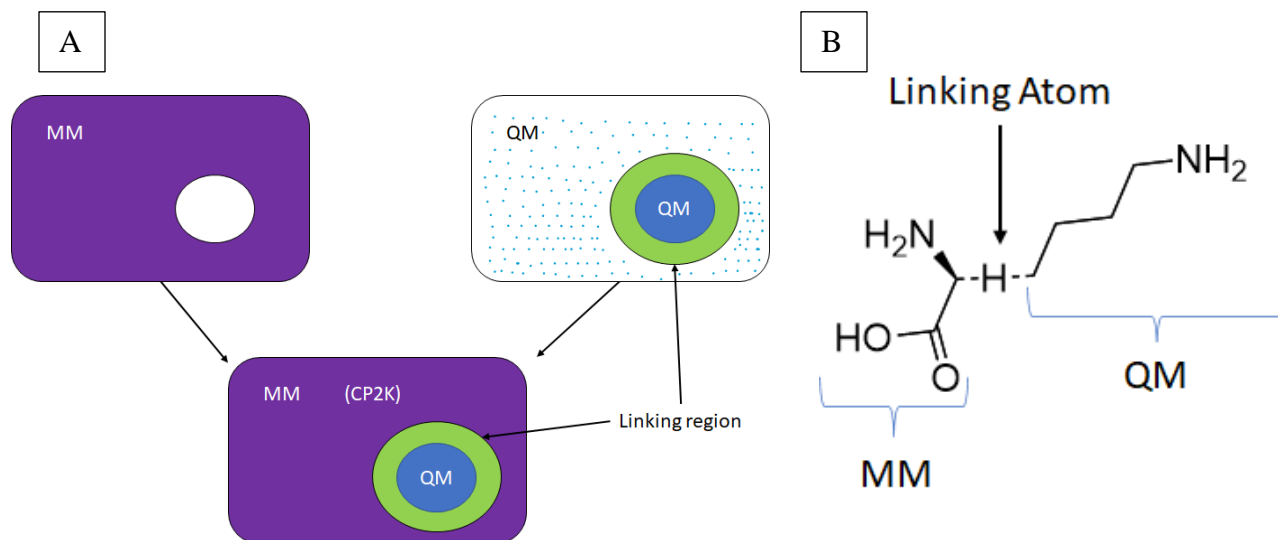 A
MM
QM
QM
MM (CP2K)
QM
Linking region
B
Linking Atom
NH2
H2N
H
HO
O
QM
MM